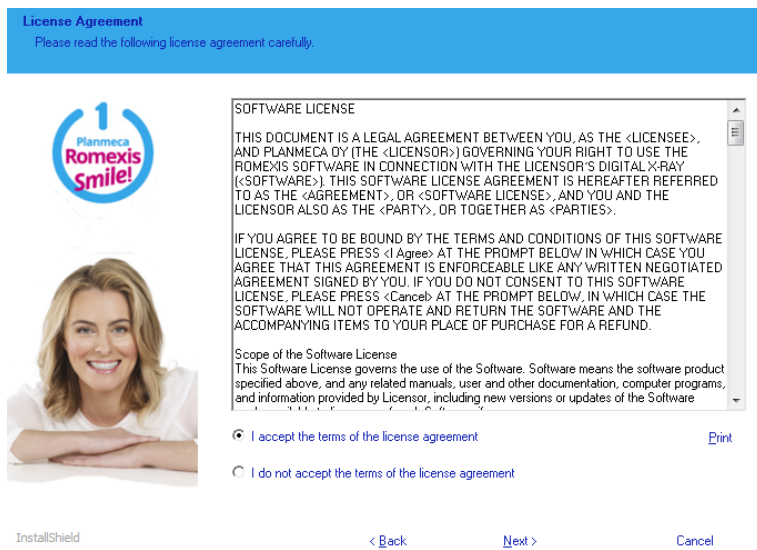 License Agreement
Please read the following license agreement carefully.
1
Planmeca
Romexis
Smile!
SOFTWARE LICENSE
THIS DOCUMENT IS A LEGAL AGREEMENT BETWEEN YOU, AS THE <LICENSEE>,
AND PLANMECA OY (THE <LICENSOR>) GOVERNING YOUR RIGHT TO USE THE
ROMEXIS SOFTWARE IN CONNECTION WITH THE LICENSOR'S DIGITAL X-RAY
(<SOFTWARE>). THIS SOFTWARE LICENSE AGREEMENT IS HEREAFTER REFERRED
TO AS THE <AGREEMENT>, OR <SOFTWARE LICENSE>, AND YOU AND THE
LICENSOR ALSO AS THE <PARTY>, OR TOGETHER AS <PARTIES>.
IF YOU AGREE TO BE BOUND BY THE TERMS AND CONDITIONS OF THIS SOFTWARE
LICENSE, PLEASE PRESS <I Agree> AT THE PROMPT BELOW IN WHICH CASE YOU
AGREE THAT THIS AGREEMENT IS ENFORCEABLE LIKE ANY WRITTEN NEGOTIATED
AGREEMENT SIGNED BY YOU. IF YOU DO NOT CONSENT TO THIS SOFTWARE
LICENSE, PLEASE PRESS <Cancel> AT THE PROMPT BELOW, IN WHICH CASE THE
SOFTWARE WILL NOT OPERATE AND RETURN THE SOFTWARE AND THE
ACCOMPANYING ITEMS TO YOUR PLACE OF PURCHASE FOR A REFUND.
Scope of the Software License
This Software License governs the use of the Software. Software means the software product
specified above, and any related manuals, user and other documentation, computer programs,
and information provided by Licensor, including new versions or updates of the Software
I accept the terms of the license agreement
Print
I do not accept the terms of the license agreement
InstallShield
< Back
Next >
Cancel